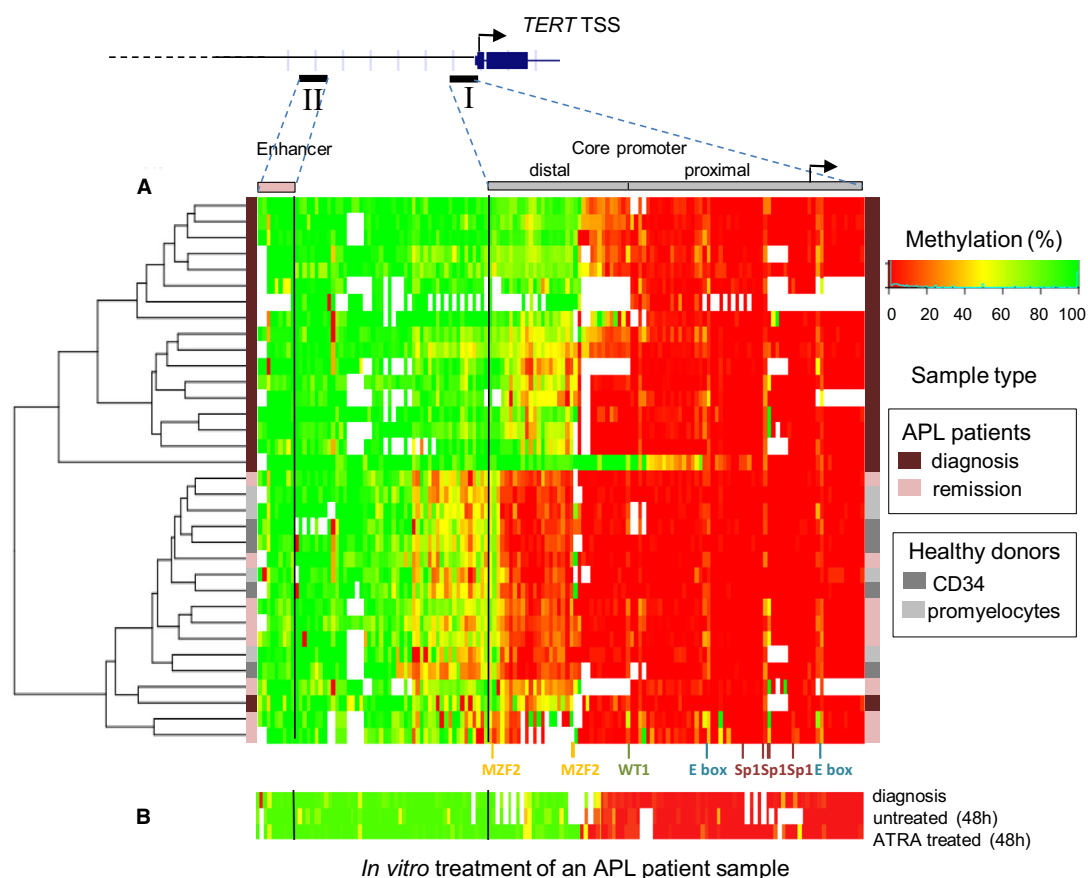 TERT TSS
II
I
Enhancer
Core promoter
distal
proximal
A
Methylation (%)
0 20 40 60 80 100
Sample type
APL patients
diagnosis
remission
Healthy donors
CD34
promyelocytes
MZF2 MZF2 WT1 E box Sp1 Sp1 Sp1 E box
B
diagnosis
untreated (48h)
ATRA treated (48h)
In vitro treatment of an APL patient sample